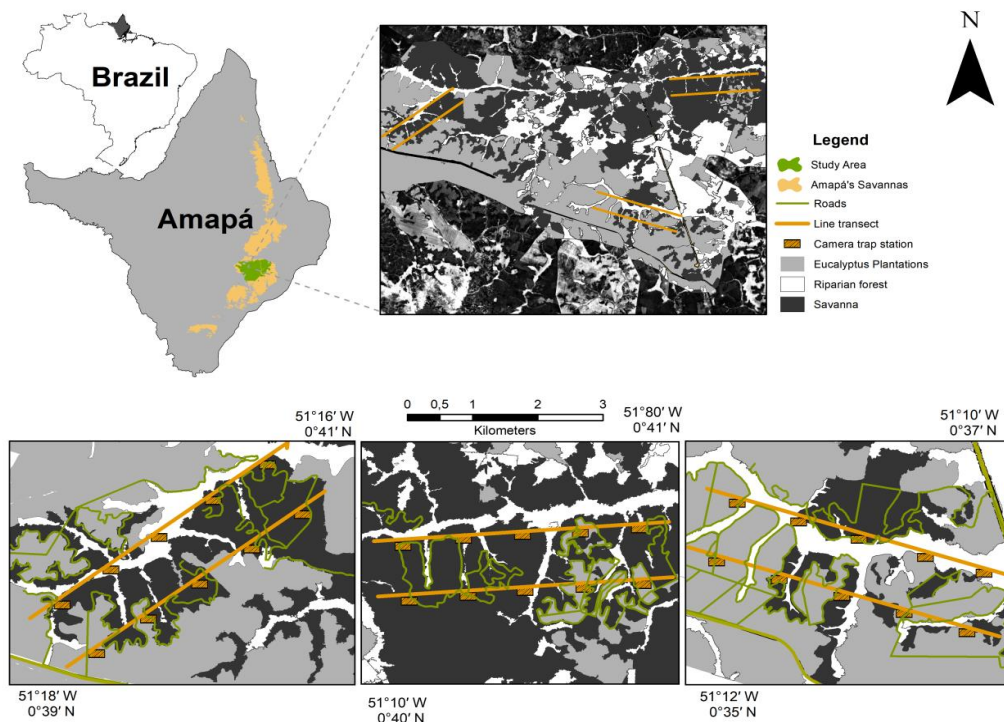 Brazil
Amapá
N
Legend
Study Area
Amapá's Savannas
Roads
Line transect
Camera trap station
Eucalyptus Plantations
Riparian forest
Savanna
51°16' W
0°41' N
0 0,5 1 2 3
Kilometers
51°80' W
0°41' N
51°10' W
0°37' N
51°18' W
0°39' N
51°10' W
0°40' N
51°12' W
0°35' N